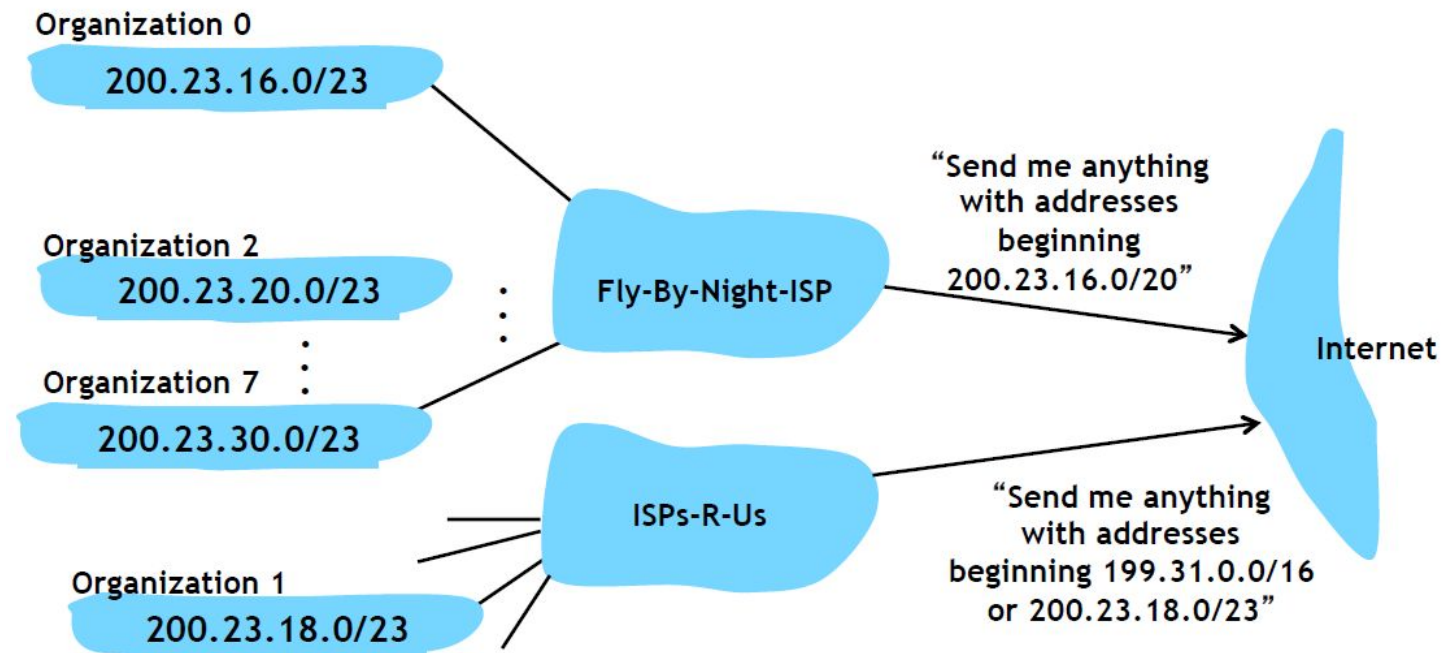 Organization 0
200.23.16.0/23
Organization 2
200.23.20.0/23
Organization 7
200.23.30.0/23
Fly-By-Night-ISP
“Send me anything
with addresses
beginning
200.23.16.0/20”
Internet
ISPs-R-Us
“Send me anything
with addresses
beginning 199.31.0.0/16
or 200.23.18.0/23”
Organization 1
200.23.18.0/23